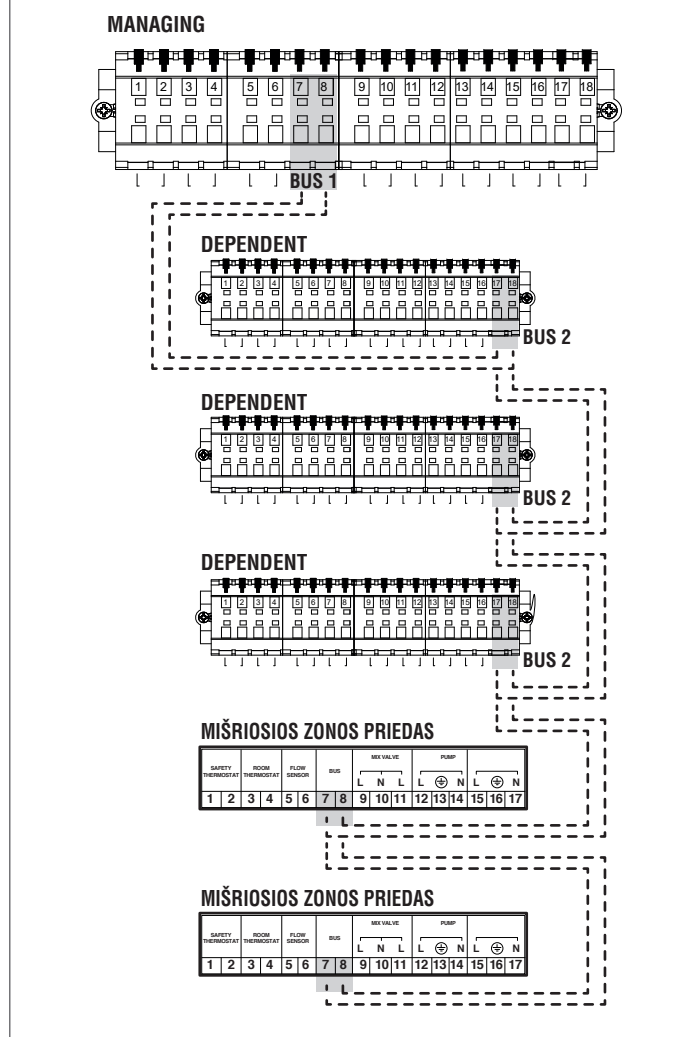 MANAGING
1 2 3 4 5 6 7 8 9 10 11 12 13 14 15 16 17 18
BUS 1
DEPENDENT
1 2 3 4 5 6 7 8 9 10 11 12 13 14 15 16 17 18
BUS 2
DEPENDENT
1 2 3 4 5 6 7 8 9 10 11 12 13 14 15 16 17 18
BUS 2
DEPENDENT
1 2 3 4 5 6 7 8 9 10 11 12 13 14 15 16 17 18
BUS 2
MIŠRIOSIOS ZONOS PRIEDAS
MIX VALVE PUMP
SAFETY ROOM FLOW BUS
THERMOSTAT THERMOSTAT SENSOR
L N L L N L N
1 2 3 4 5 6 7 8 9 10 11 12 13 14 15 16 17
MIŠRIOSIOS ZONOS PRIEDAS
MIX VALVE PUMP
SAFETY ROOM FLOW BUS
THERMOSTAT THERMOSTAT SENSOR
L N L L N L N
1 2 3 4 5 6 7 8 9 10 11 12 13 14 15 16 17